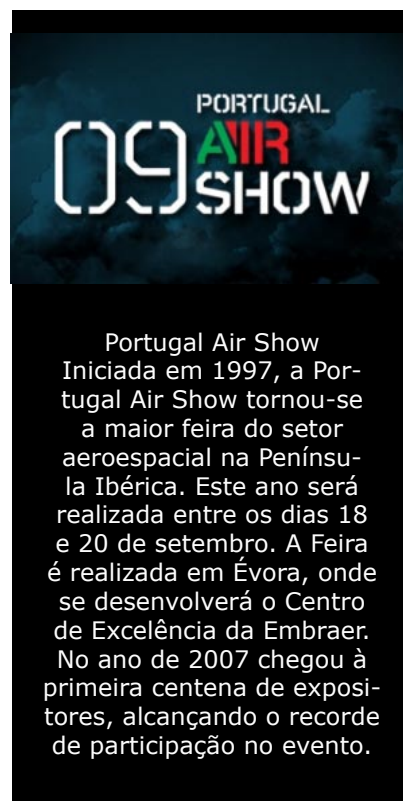 PORTUGAL
09 AIR
SHOW
Portugal Air Show
Iniciada em 1997, a Por-
tugal Air Show tornou-se
a maior feira do setor
aeroespacial na Penínsu-
la Ibérica. Este ano será
realizada entre os dias 18
e 20 de setembro. A Feira
é realizada em Évora, onde
se desenvolverá o Centro
de Excelência da Embraer.
No ano de 2007 chegou à
primeira centena de exposi-
tores, alcançando o recorde
de participação no evento.